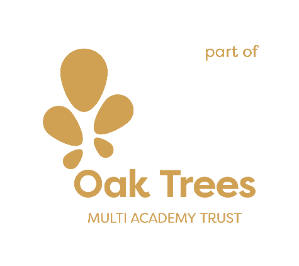 part of
Oak Trees
MULTI ACADEMY TRUST